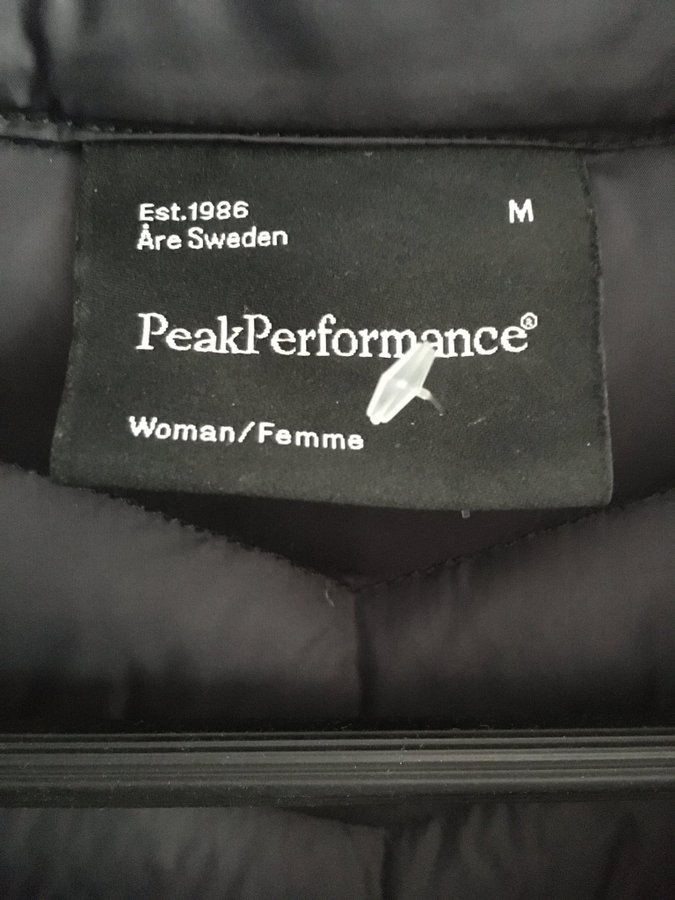 Est.1986
Åre Sweden
M
PeakPerformance®
Woman/Femme